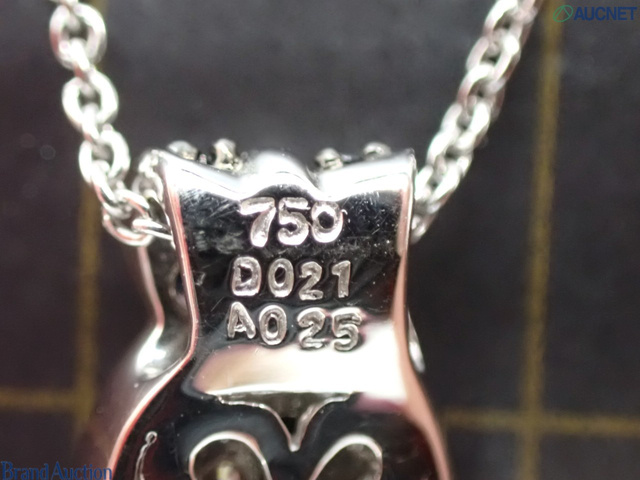 AUCNET
750
D021
A025
Brand Auction